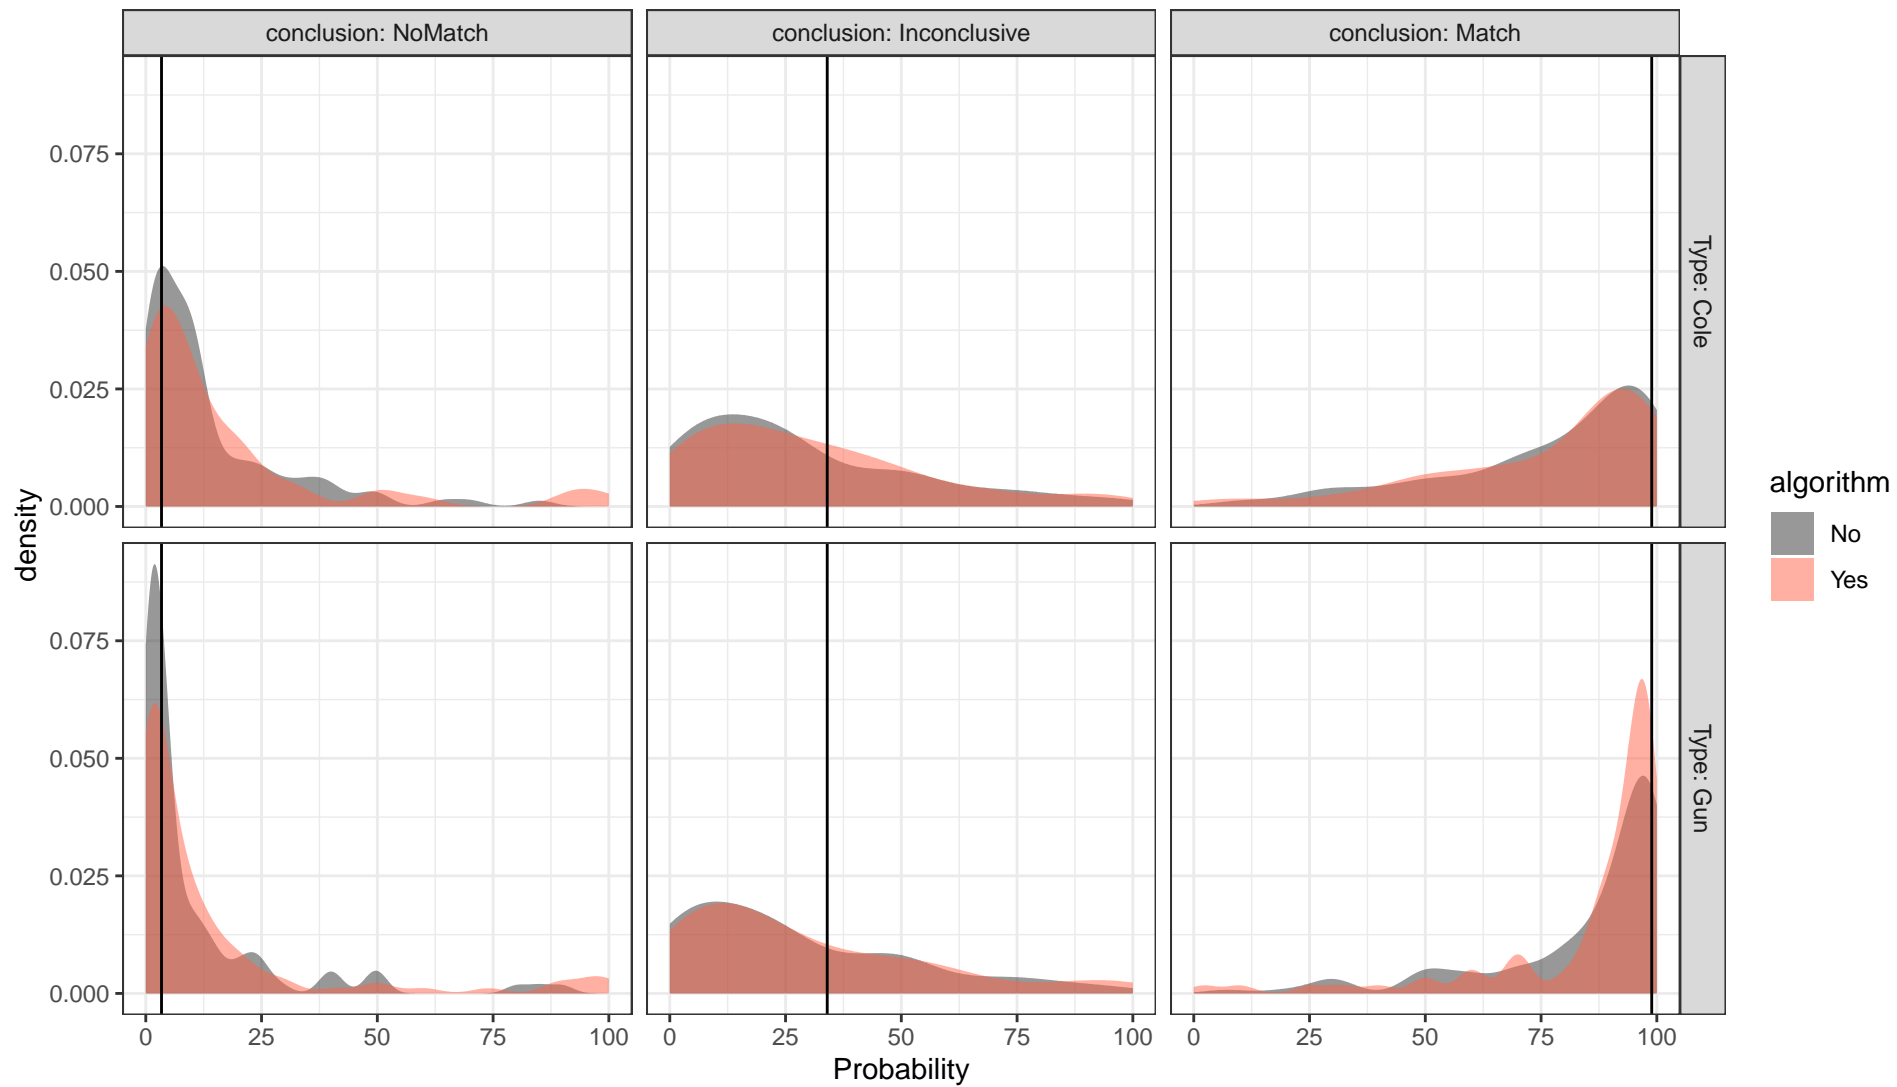 conclusion: NoMatch
conclusion: Inconclusive
conclusion: Match
0.075
0.050
0.025
0.000
Type: Cole
0.075
0.050
0.025
0.000
Type: Gun
density
0 25 50 75 100
0 25 50 75 100
0 25 50 75 100
Probability
algorithm
No
Yes